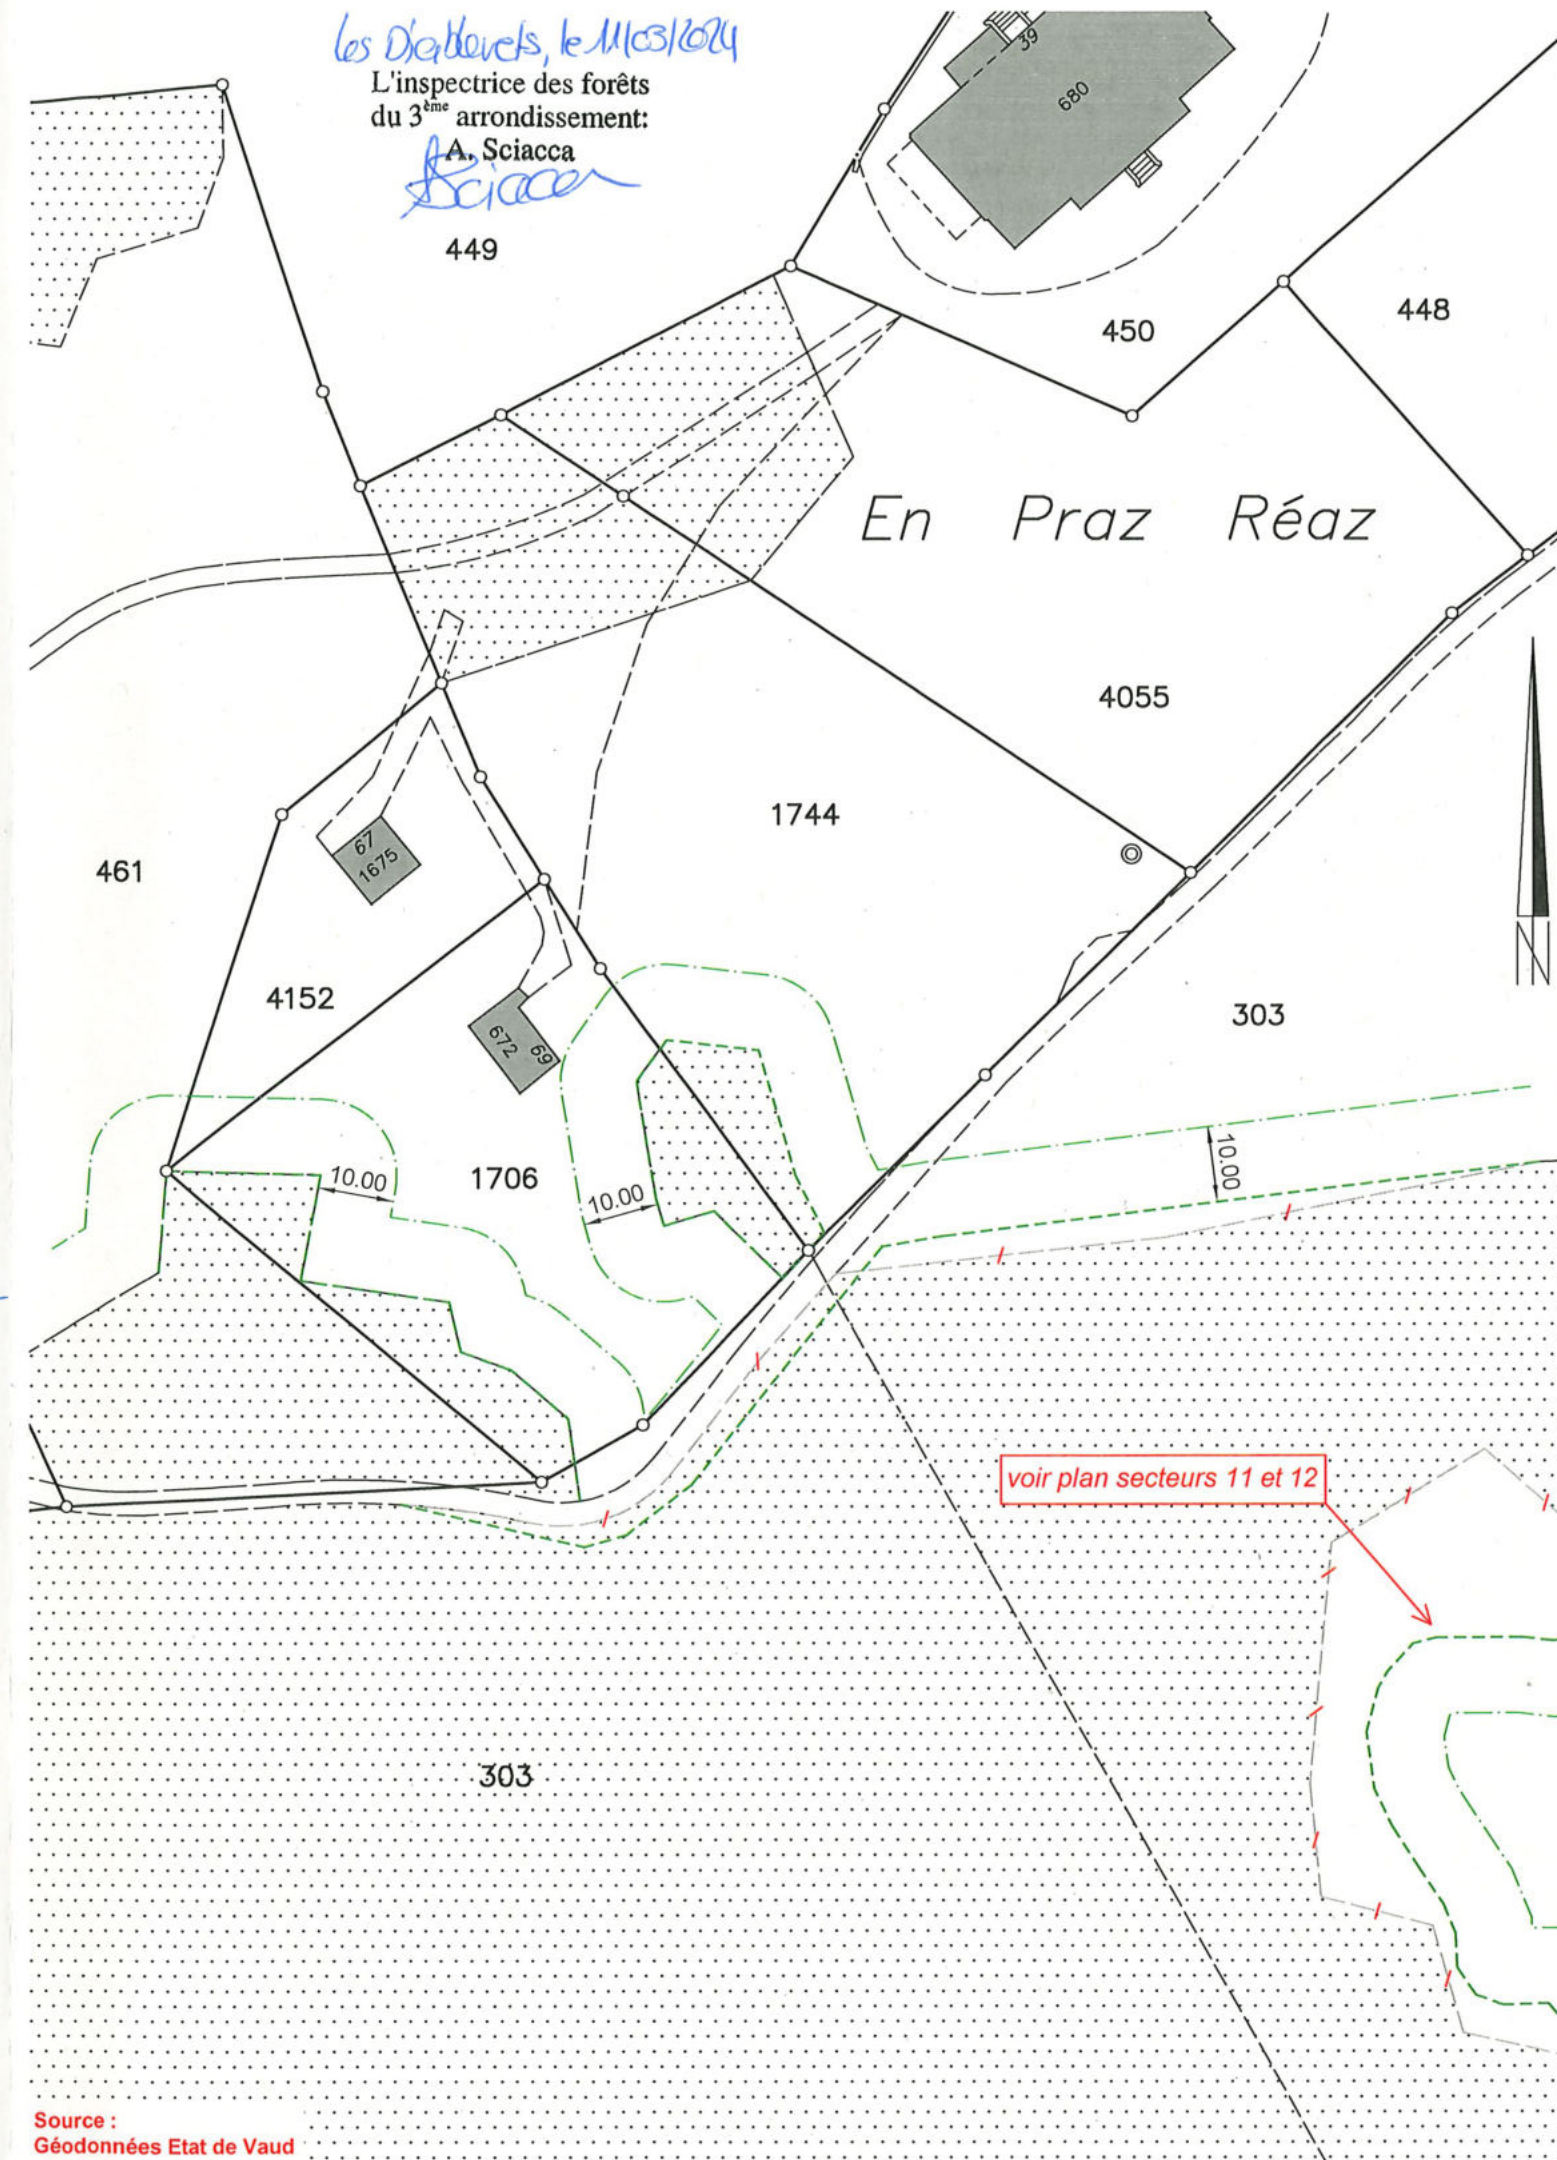 Les Diablerets, le 11/03/2024
L'inspectrice des forêts
du 3ème arrondissement:
A. Sciacca
ASciacca
39
680
449
450
448
En Praz Réaz
4055
1744
67
1675
461
4152
672
69
303
N
1706
10.00
10.00
10.00
voir plan secteurs 11 et 12
303
Source :
Géodonnées Etat de Vaud